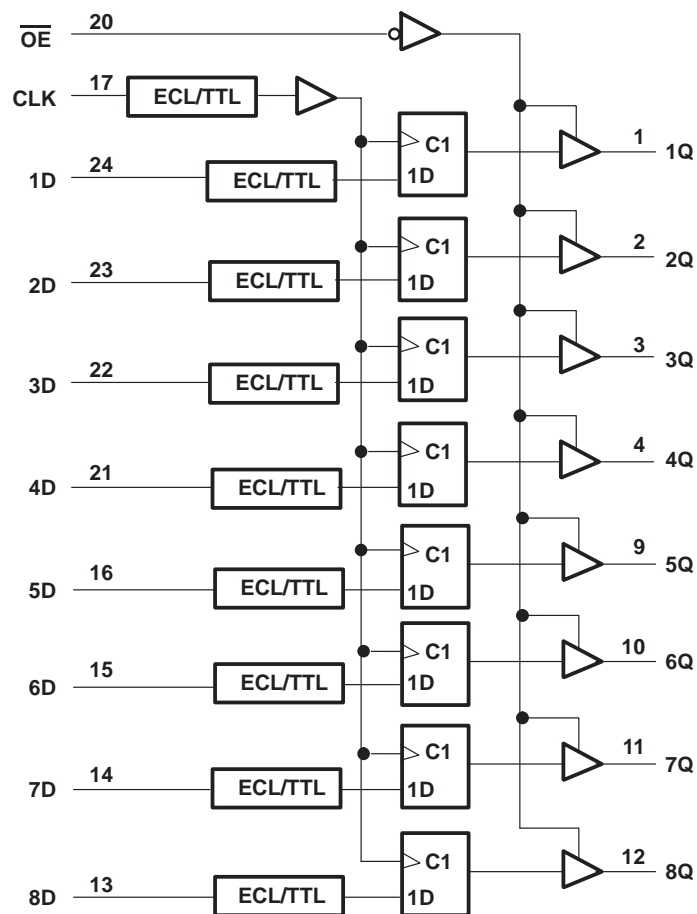 OE 20
CLK 17 ECL/TTL
C1
1D 24 ECL/TTL 1D 1 1Q
C1
2D 23 ECL/TTL 1D 2 2Q
C1
3D 22 ECL/TTL 1D 3 3Q
C1
4D 21 ECL/TTL 1D 4 4Q
C1
5D 16 ECL/TTL 1D 9 5Q
C1
6D 15 ECL/TTL 1D 10 6Q
C1
7D 14 ECL/TTL 1D 11 7Q
C1
8D 13 ECL/TTL 1D 12 8Q